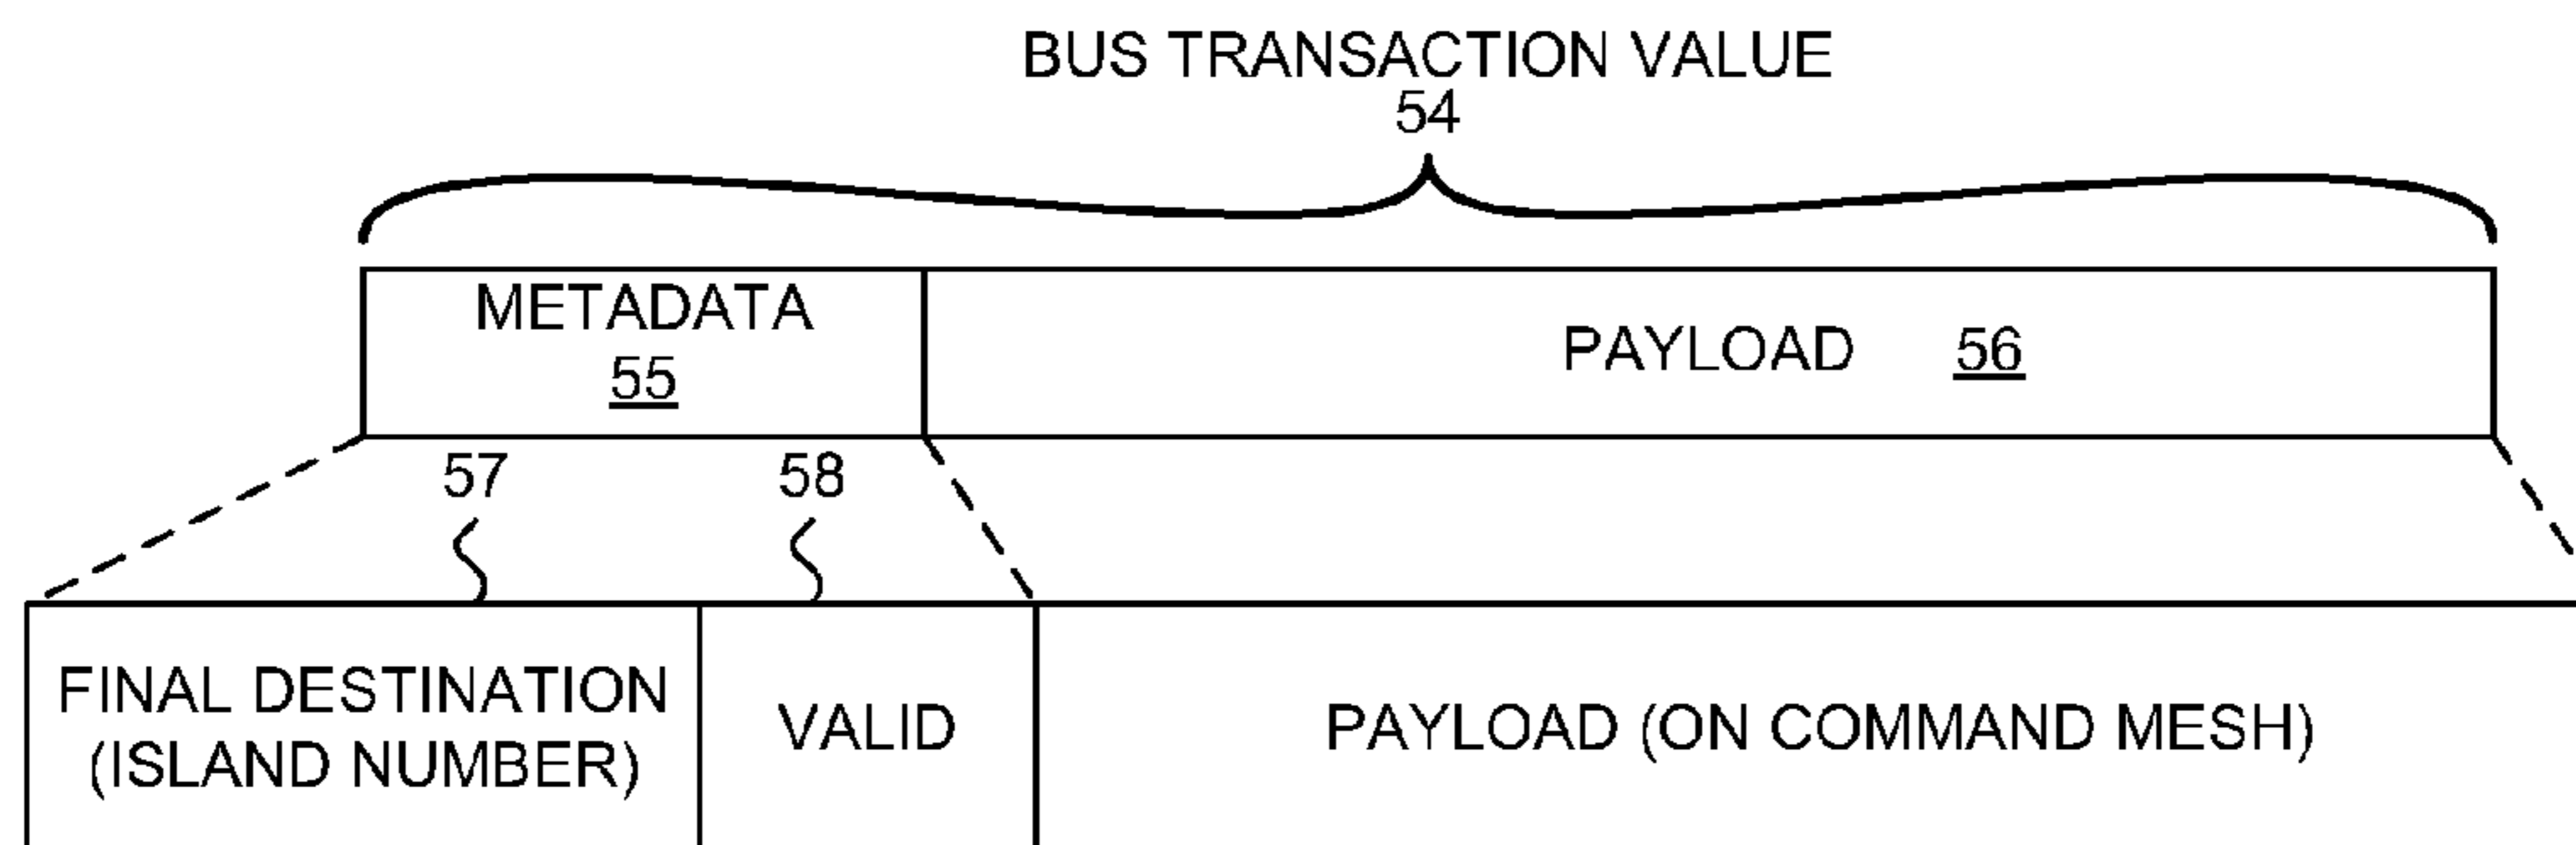 BUS TRANSACTION VALUE
54
METADATA
55
PAYLOAD 56
57 58
FINAL DESTINATION
(ISLAND NUMBER)
VALID
PAYLOAD (ON COMMAND MESH)